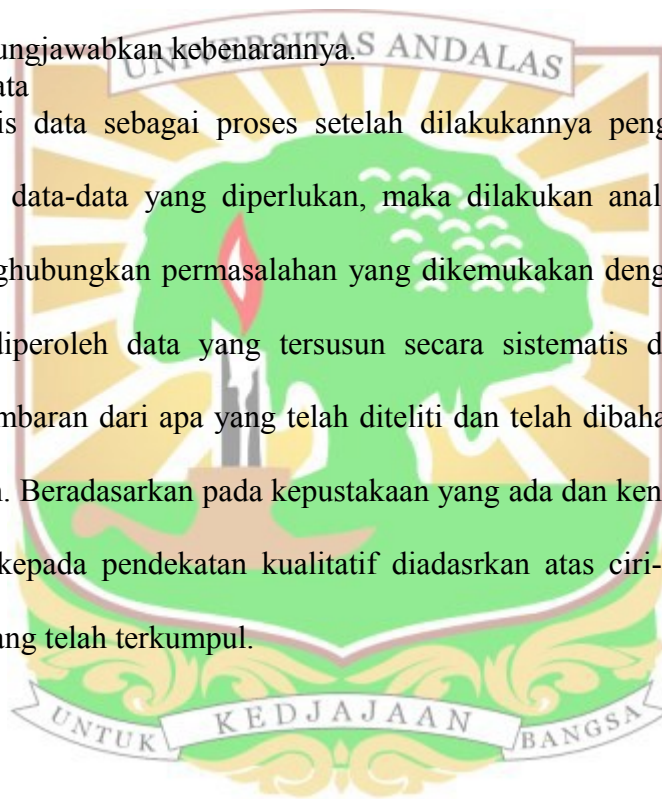 ungjawabkan kebenarannya.
UNIVERSITAS ANDALAS
ata
is data sebagai proses setelah dilakukannya peng
data-data yang diperlukan, maka dilakukan anal
ghubungkan permasalahan yang dikemukakan deng
diperoleh data yang tersusun secara sistematis d
mbaran dari apa yang telah diteliti dan telah dibaha
n. Beradasarkan pada kepustakaan yang ada dan ken
kepada pendekatan kualitatif diadasrkan atas ciri-
ang telah terkumpul.
UNTUK KEDJAJAAN BANGSA